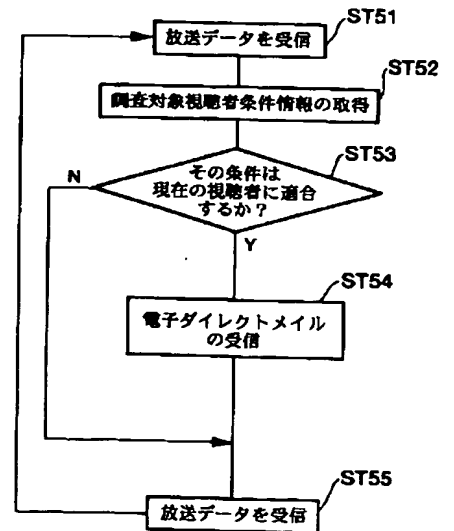 ST51
放送データを受信
ST52
調査対象視聴者条件情報の取得
ST53
その条件は
現在の視聴者に適合
するか？
N
Y
ST54
電子ダイレクトメイル
の受信
ST55
放送データを受信